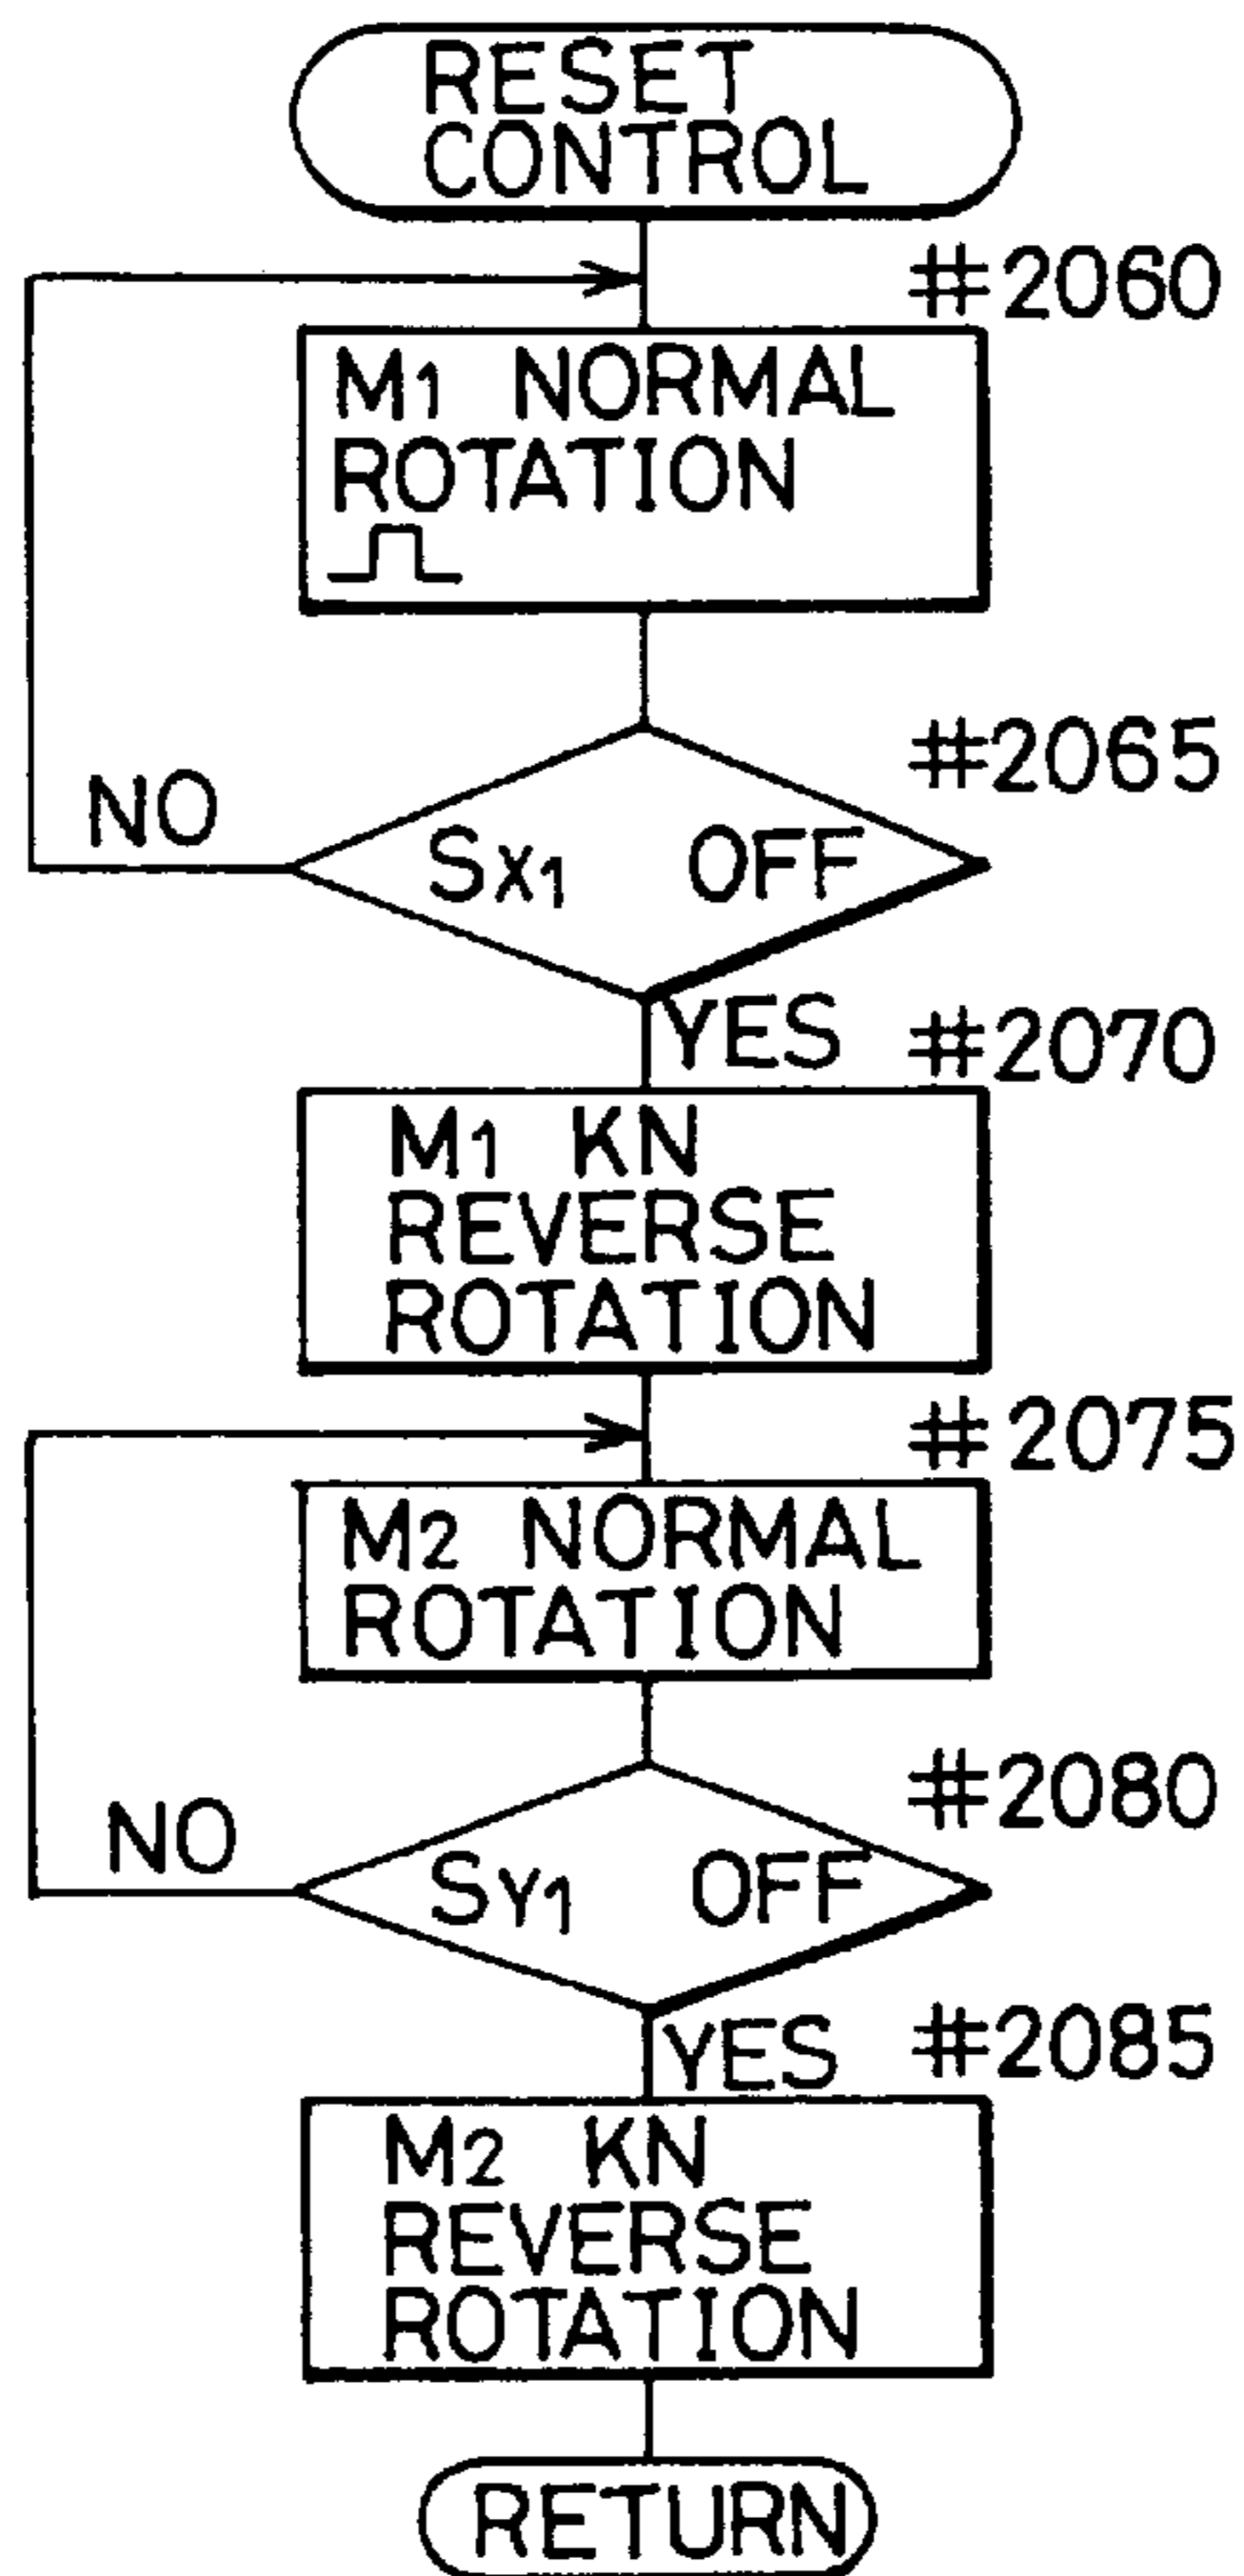 RESET
CONTROL
#2060
M1 NORMAL
ROTATION
#2065
NO
Sx1 OFF
YES
#2070
M1 KN
REVERSE
ROTATION
#2075
M2 NORMAL
ROTATION
#2080
NO
SY1 OFF
YES
#2085
M2 KN
REVERSE
ROTATION
RETURN